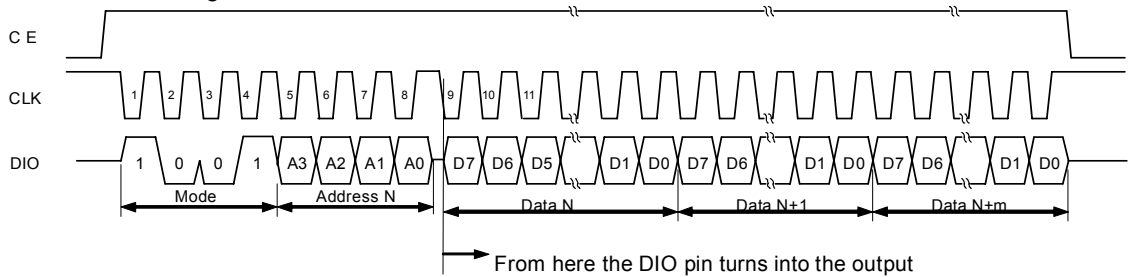 C E
CLK
1 2 3 4 5 6 7 8 9 10 11
DIO
1 0 0 1 A3 A2 A1 A0 D7 D6 D5 D1 D0 D7 D6 D1 D0 D7 D6 D1 D0
Mode Address N Data N Data N+1 Data N+m
From here the DIO pin turns into the output